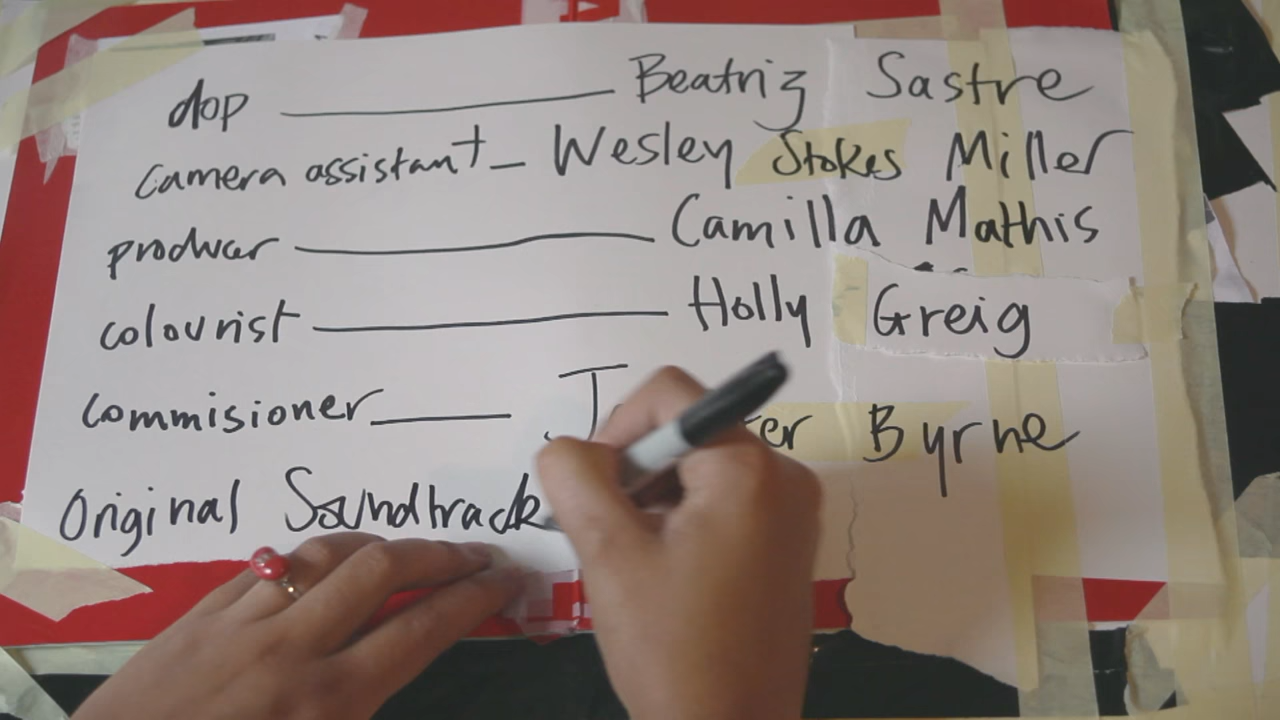 dop Beatriz Sastre
camera assistant Wesley Stokes Miller
producer Camilla Mathis
colourist Holly Greig
commisioner Byrne
Original Soundtrack